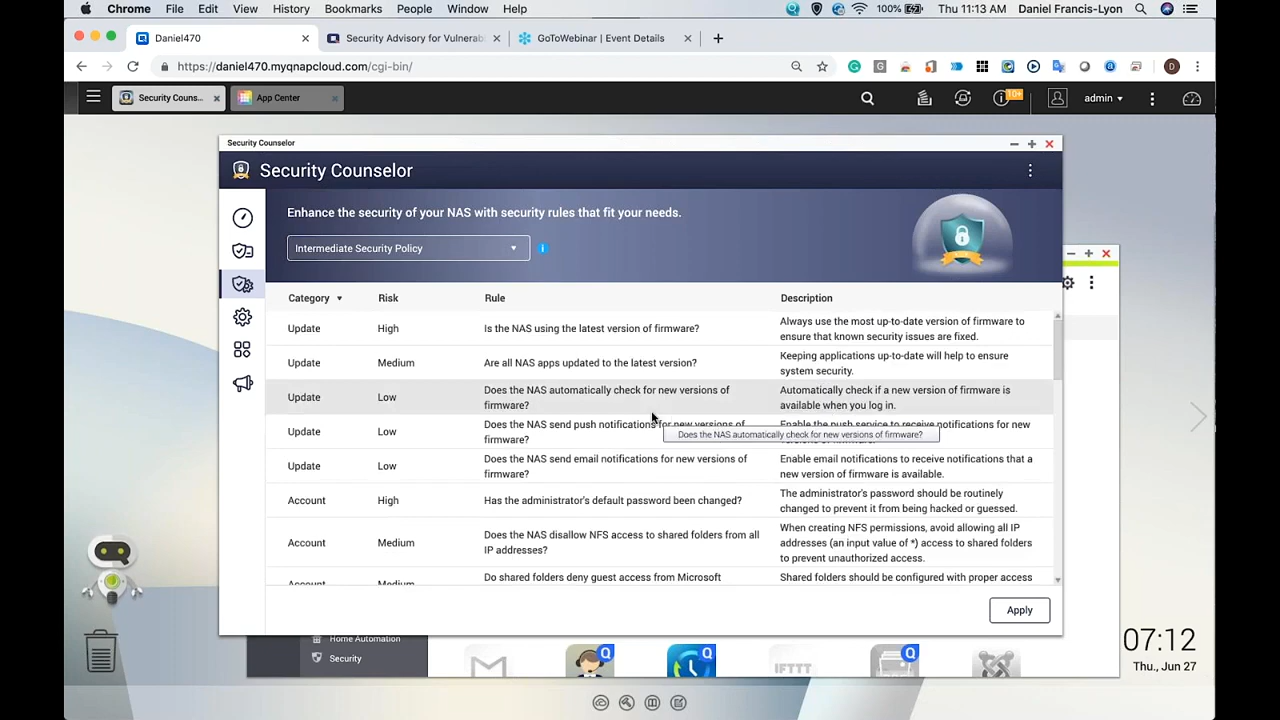 Chrome File Edit View History Bookmarks People Window Help 100% Thu 11:13 AM Daniel Francis-Lyon
Daniel470 Security Advisory for Vulnerab GoToWebinar | Event Details
https://daniel470.myqnapcloud.com/cgi-bin/
Security Couns... App Center 10+ admin
Security Counselor
Security Counselor
Enhance the security of your NAS with security rules that fit your needs.
Intermediate Security Policy
Category Risk Rule Description
Update High Is the NAS using the latest version of firmware? Always use the most up-to-date version of firmware to
ensure that known security issues are fixed.
Update Medium Are all NAS apps updated to the latest version? Keeping applications up-to-date will help to ensure
system security.
Update Low Does the NAS automatically check for new versions of
firmware?
Automatically check if a new version of firmware is
available when you log in.
Update Low Does the NAS send push notifications for new versions of
firmware?
Enable the push service to receive notifications for new
Does the NAS automatically check for new versions of firmware?
Update Low Does the NAS send email notifications for new versions of
firmware?
Enable email notifications to receive notifications that a
new version of firmware is available.
Account High Has the administrator's default password been changed? The administrator's password should be routinely
changed to prevent it from being hacked or guessed.
Account Medium Does the NAS disallow NFS access to shared folders from all
IP addresses?
When creating NFS permissions, avoid allowing all IP
addresses (an input value of *) access to shared folders
to prevent unauthorized access.
Account Medium Do shared folders deny guest access from Microsoft Shared folders should be configured with proper access
Apply
Home Automation
Security
IFTTT
07:12
Thu., Jun 27